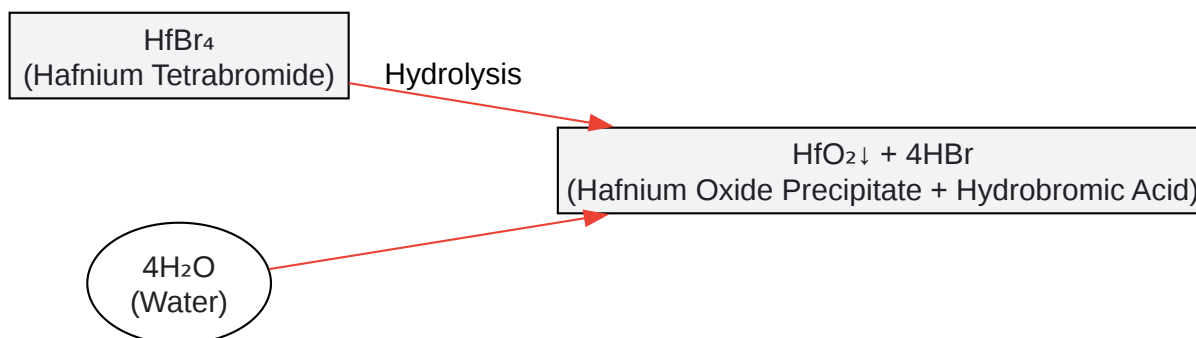 HfBr₄
(Hafnium Tetrabromide)
Hydrolysis
HfO₂↓ + 4HBr
(Hafnium Oxide Precipitate + Hydrobromic Acid)
4H₂O
(Water)